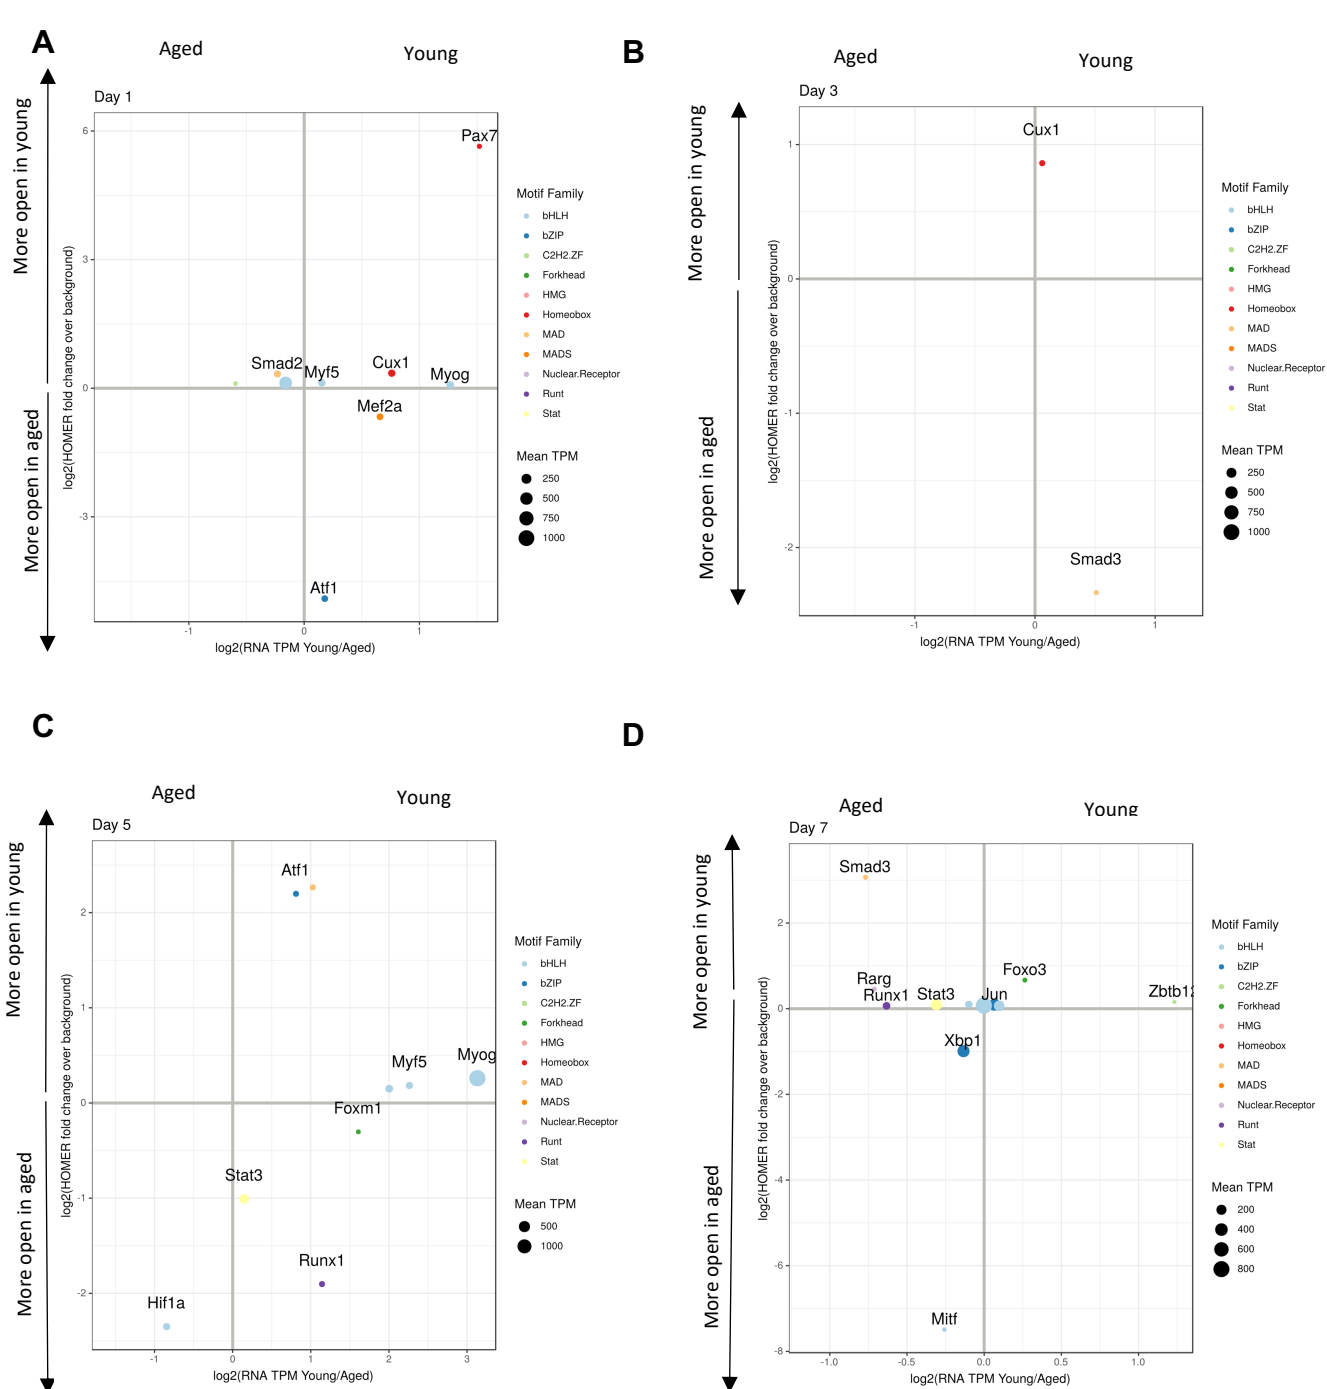 A
Aged
Young
More open in young
More open in aged
Day 1
log2(HOMER fold change over background)
6
3
0
-3
Pax7
Smad2
Myf5
Cux1
Myog
Mef2a
Atf1
-1
0
1
log2(RNA TPM Young/Aged)
Motif Family
bHLH
bZIP
C2H2.ZF
Forkhead
HMG
Homeobox
MAD
MADS
Nuclear.Receptor
Runt
Stat
Mean TPM
250
500
750
1000
B
Aged
Young
More open in young
More open in aged
Day 3
log2(HOMER fold change over background)
1
0
-1
-2
Cux1
Smad3
-1
0
1
log2(RNA TPM Young/Aged)
Motif Family
bHLH
bZIP
C2H2.ZF
Forkhead
HMG
Homeobox
MAD
MADS
Nuclear.Receptor
Runt
Stat
Mean TPM
250
500
750
1000
C
Aged
Young
More open in young
More open in aged
Day 5
log2(HOMER fold change over background)
2
1
0
-1
-2
Atf1
Myf5
Myog
Foxm1
Stat3
Runx1
Hif1a
-1
0
1
2
3
log2(RNA TPM Young/Aged)
Motif Family
bHLH
bZIP
C2H2.ZF
Forkhead
HMG
Homeobox
MAD
MADS
Nuclear.Receptor
Runt
Stat
Mean TPM
500
1000
D
Aged
Young
More open in young
More open in aged
Day 7
log2(HOMER fold change over background)
2
0
-2
-4
-6
-8
Smad3
Rarg
Runx1
Stat3
Jun
Foxo3
Xbp1
Mitf
-1.0
-0.5
0.0
0.5
1.0
log2(RNA TPM Young/Aged)
Motif Family
bHLH
bZIP
C2H2.ZF
Forkhead
HMG
Homeobox
MAD
MADS
Nuclear.Receptor
Runt
Stat
Mean TPM
200
400
600
800